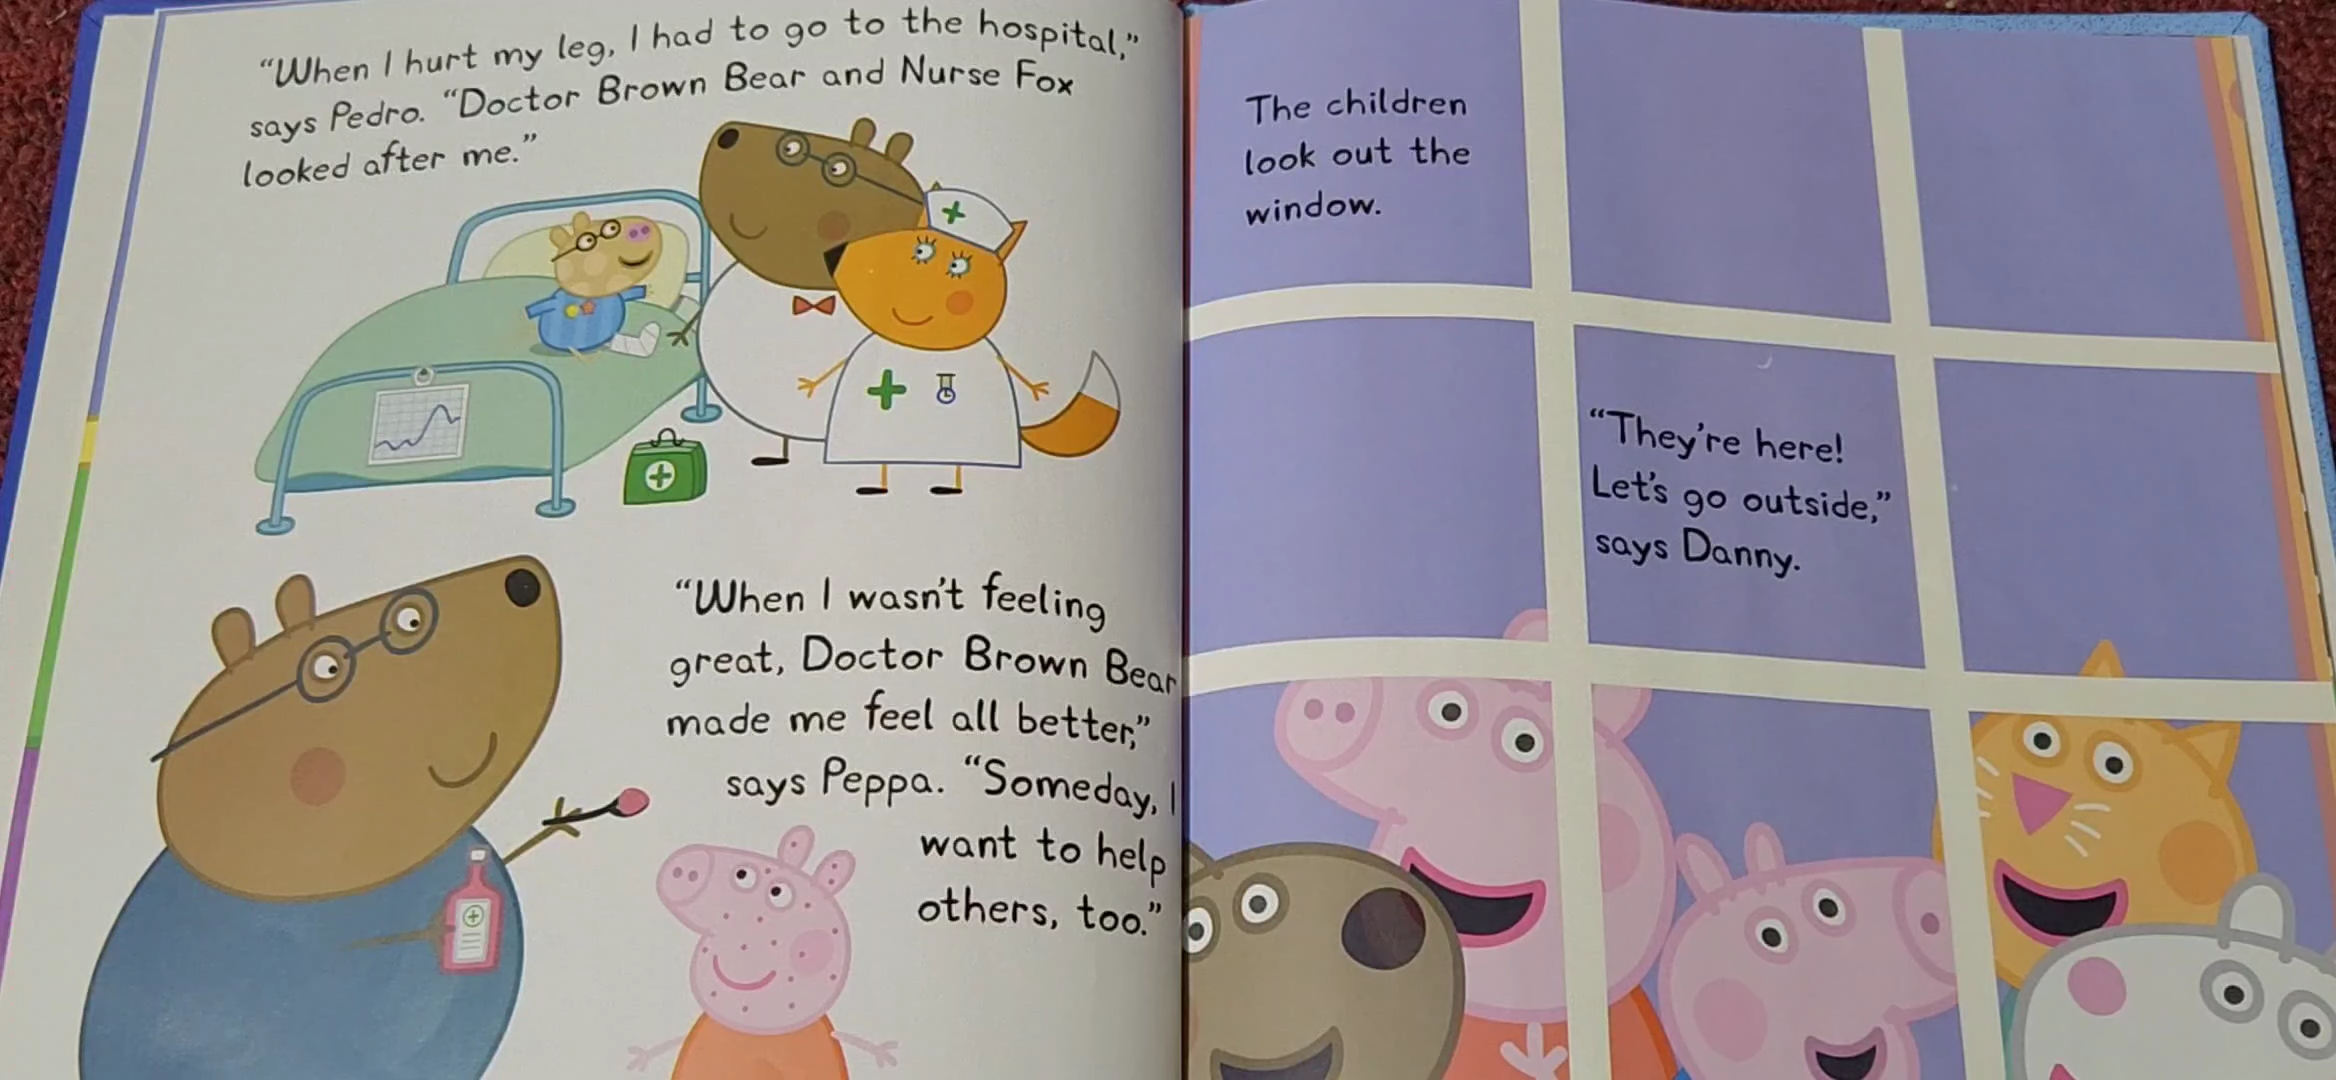 “When I hurt my leg, I had to go to the hospital,”
says Pedro. “Doctor Brown Bear and Nurse Fox
looked after me.”
“When I wasn't feeling
great, Doctor Brown Bear
made me feel all better,”
says Peppa. “Someday, I
want to help
others, too.”
The children
look out the
window.
“They're here!
Let's go outside,”
says Danny.